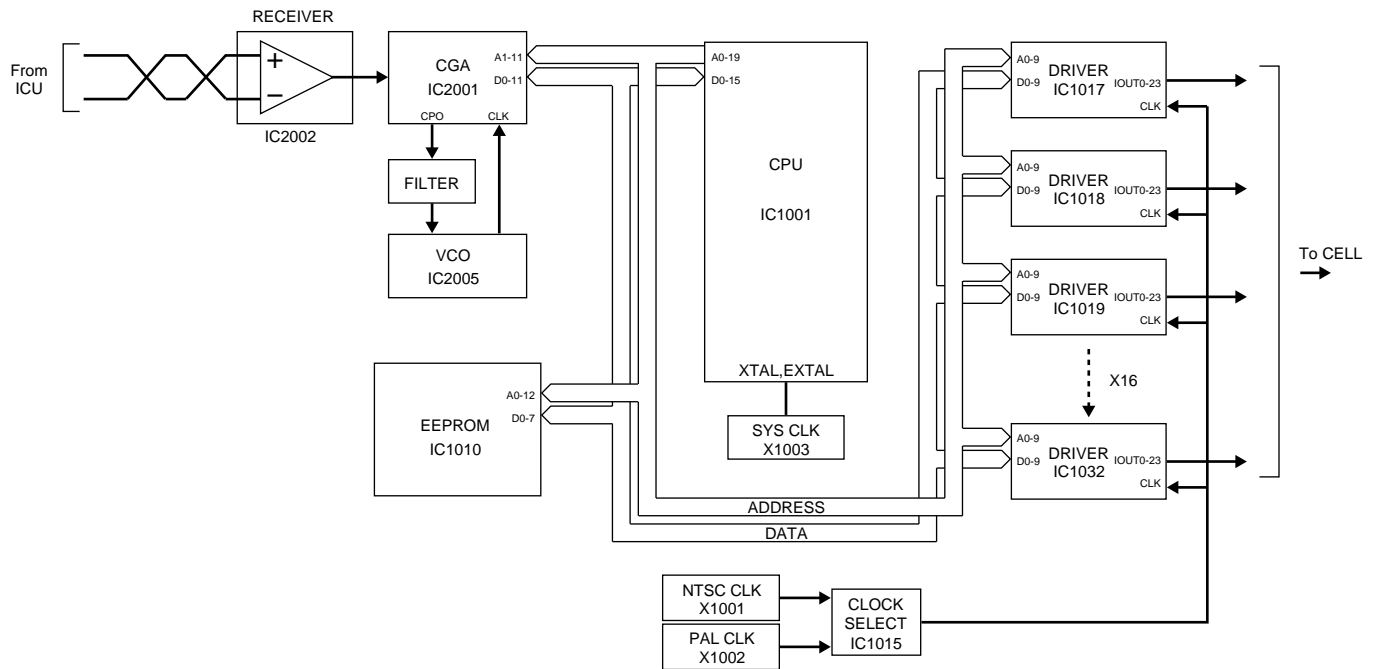 RECEIVER
From
ICU
+
−
IC2002
CGA
IC2001
A1-11
D0-11
CPO
CLK
FILTER
VCO
IC2005
A0-19
D0-15
CPU
IC1001
XTAL,EXTAL
SYS CLK
X1003
EEPROM
IC1010
A0-12
D0-7
ADDRESS
DATA
A0-9
D0-9
DRIVER
IC1017
IOUT0-23
CLK
A0-9
D0-9
DRIVER
IC1018
IOUT0-23
CLK
A0-9
D0-9
DRIVER
IC1019
IOUT0-23
CLK
X16
A0-9
D0-9
DRIVER
IC1032
IOUT0-23
CLK
To CELL
NTSC CLK
X1001
PAL CLK
X1002
CLOCK
SELECT
IC1015